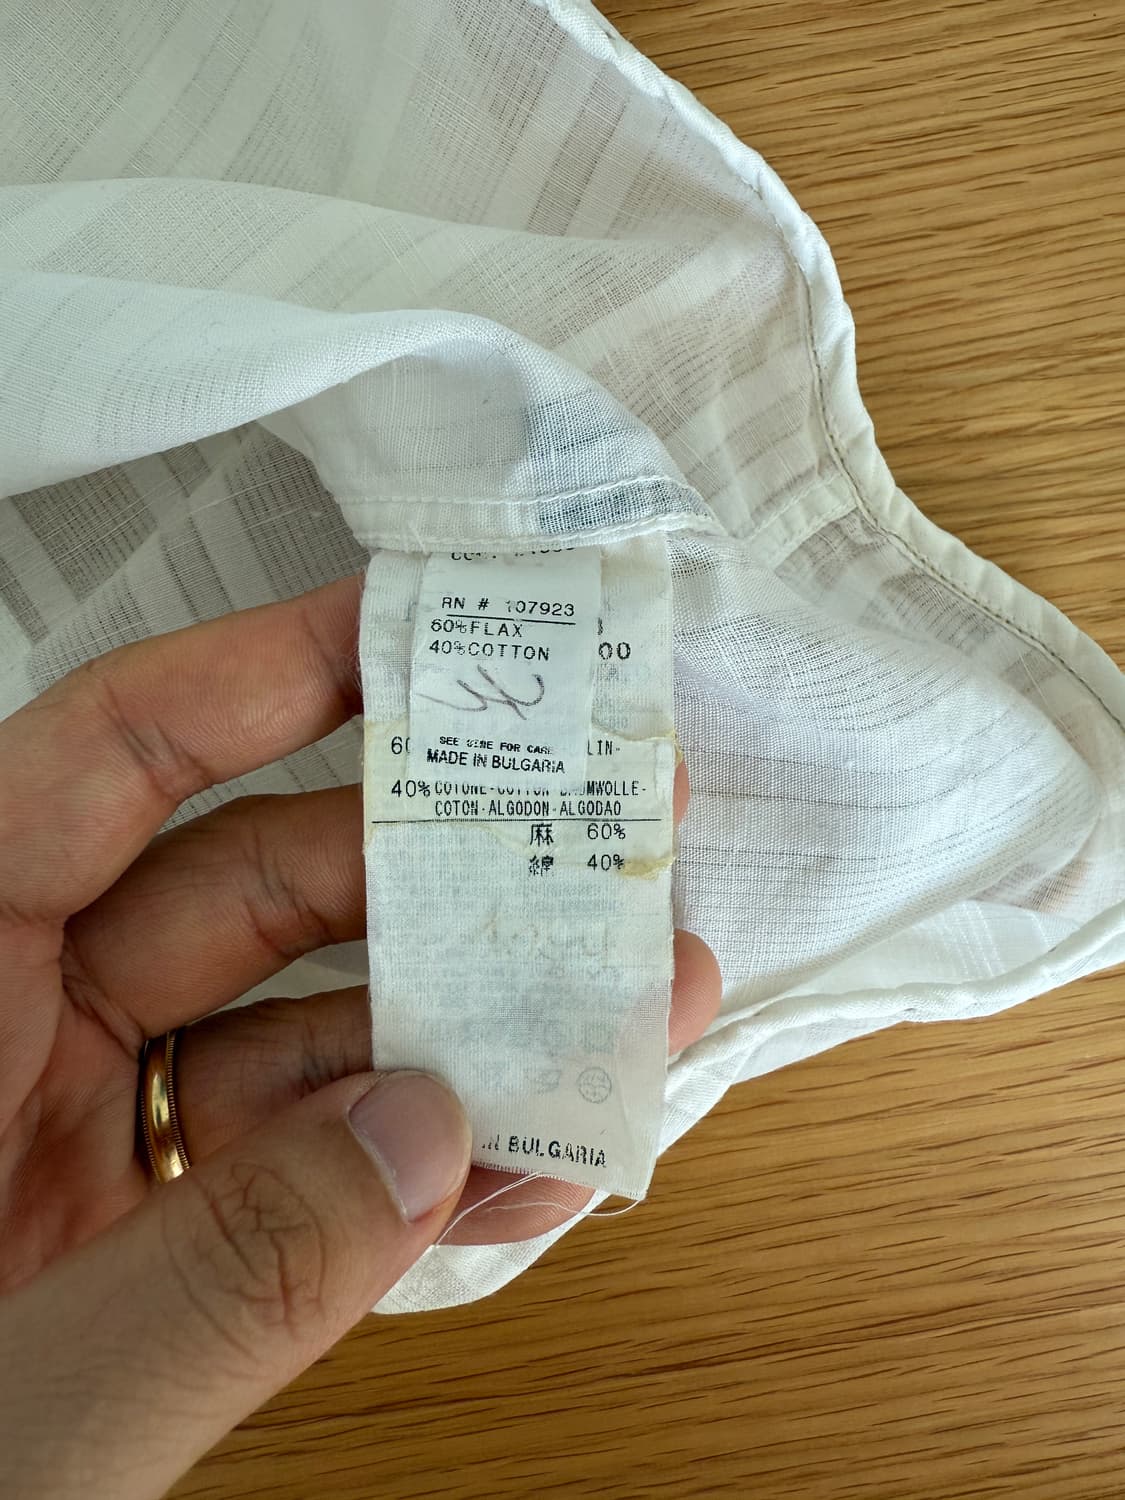 RN # 107923
60%FLAX
40%COTTON
00
SEE FOR CARE
MADE IN BULGARIA
LIN-
40% COTONE-COTTON-BAUMWOLLE-
COTON-ALGODON-ALGODAO
麻 60%
綿 40%
IN BULGARIA